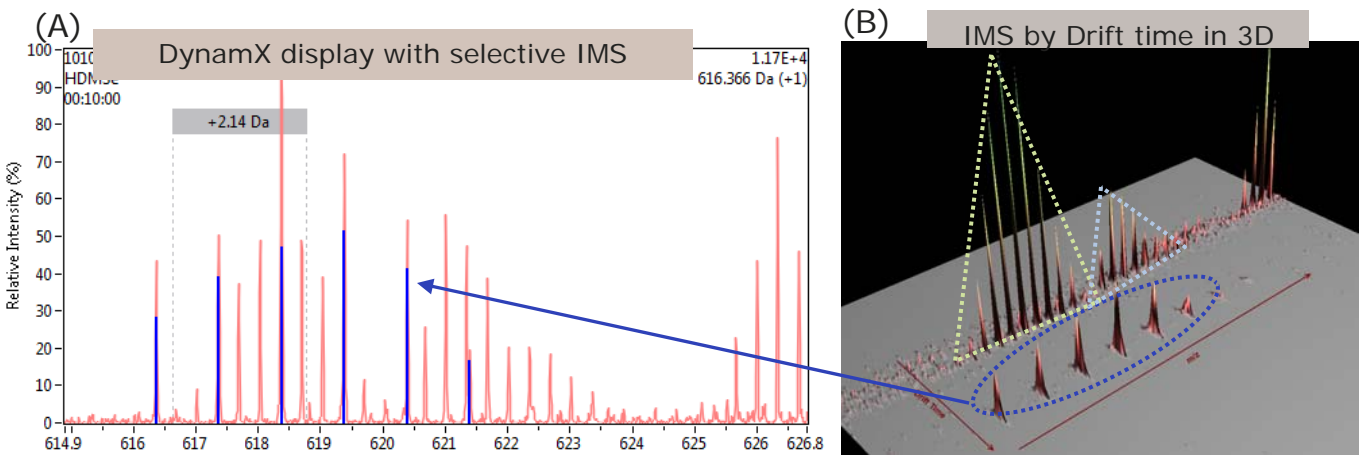 (A)
DynamX display with selective IMS
1010
HDMSe
00:10:00
1.17E+4
616.366 Da (+1)
+2.14 Da
Relative Intensity (%)
100
90
80
70
60
50
40
30
20
10
0
614.9 616 617 618 619 620 621 622 623 624 625 626 626.8
(B)
IMS by Drift time in 3D
Drift Time
m/z